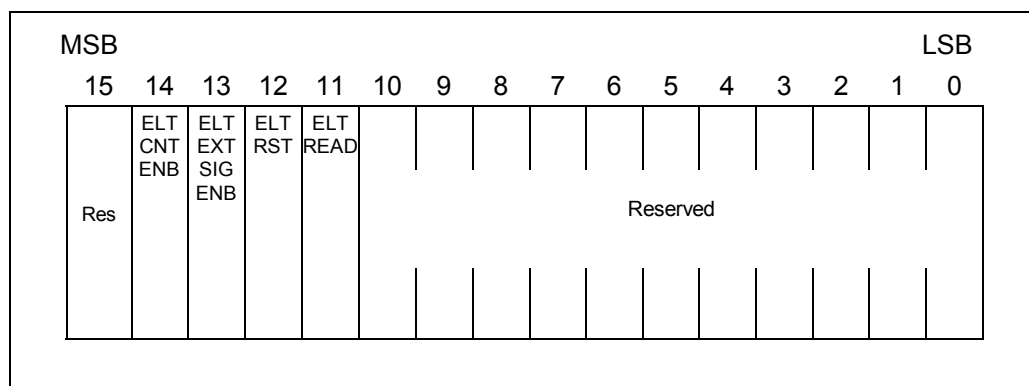 MSB LSB
15 14 13 12 11 10 9 8 7 6 5 4 3 2 1 0
Res
ELT
CNT
ENB
ELT
EXT
SIG
ENB
ELT
RST
ELT
READ
Reserved